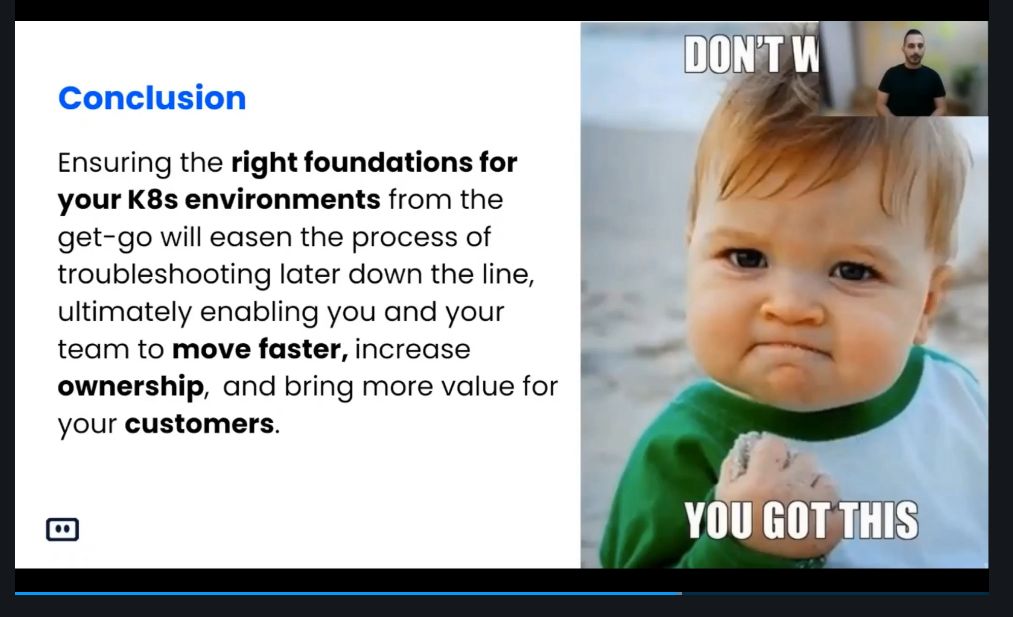 DON'T W
Conclusion
Ensuring the right foundations for
your K8s environments from the
get-go will easen the process of
troubleshooting later down the line,
ultimately enabling you and your
team to move faster, increase
ownership, and bring more value for
your customers.
YOU GOT THIS